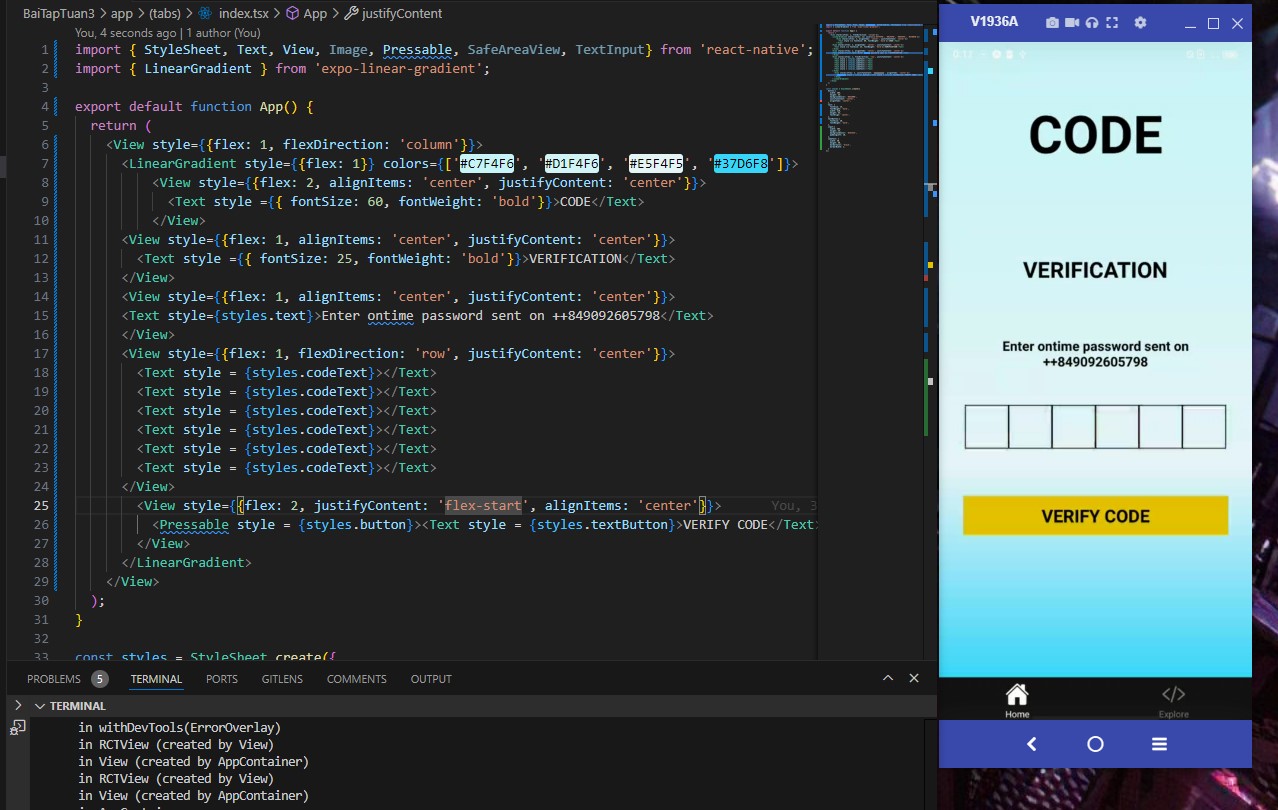 BaiTapTuan3 > app > (tabs) > index.tsx > App > justifyContent
You, 4 seconds ago | 1 author (You)
1 import { StyleSheet, Text, View, Image, Pressable, SafeAreaView, TextInput} from 'react-native';
2 import { LinearGradient } from 'expo-linear-gradient';
3
4 export default function App() {
5 return (
6 <View style={{flex: 1, flexDirection: 'column'}}>
7 <LinearGradient style={{flex: 1}} colors={['#C7F4F6', '#D1F4F6', '#E5F4F5', '#37D6F8']}>
8 <View style={{flex: 2, alignItems: 'center', justifyContent: 'center'}}>
9 <Text style ={{ fontSize: 60, fontWeight: 'bold'}}>CODE</Text>
10 </View>
11 <View style={{flex: 1, alignItems: 'center', justifyContent: 'center'}}>
12 <Text style ={{ fontSize: 25, fontWeight: 'bold'}}>VERIFICATION</Text>
13 </View>
14 <View style={{flex: 1, alignItems: 'center', justifyContent: 'center'}}>
15 <Text style={styles.text}>Enter ontime password sent on ++849092605798</Text>
16 </View>
17 <View style={{flex: 1, flexDirection: 'row', justifyContent: 'center'}}>
18 <Text style = {styles.codeText}></Text>
19 <Text style = {styles.codeText}></Text>
20 <Text style = {styles.codeText}></Text>
21 <Text style = {styles.codeText}></Text>
22 <Text style = {styles.codeText}></Text>
23 <Text style = {styles.codeText}></Text>
24 </View>
25 <View style={{flex: 2, justifyContent: 'flex-start', alignItems: 'center'}}> You, 3
26 <Pressable style = {styles.button}><Text style = {styles.textButton}>VERIFY CODE</Text>
27 </View>
28 </LinearGradient>
29 </View>
30 );
31 }
32
33 const styles = StyleSheet.create({
PROBLEMS 5 TERMINAL PORTS GITLENS COMMENTS OUTPUT
TERMINAL
in withDevTools(ErrorOverlay)
in RCTView (created by View)
in View (created by AppContainer)
in RCTView (created by View)
in View (created by AppContainer)
V1936A
0:17
CODE
VERIFICATION
Enter ontime password sent on
++849092605798
VERIFY CODE
Home
Explore